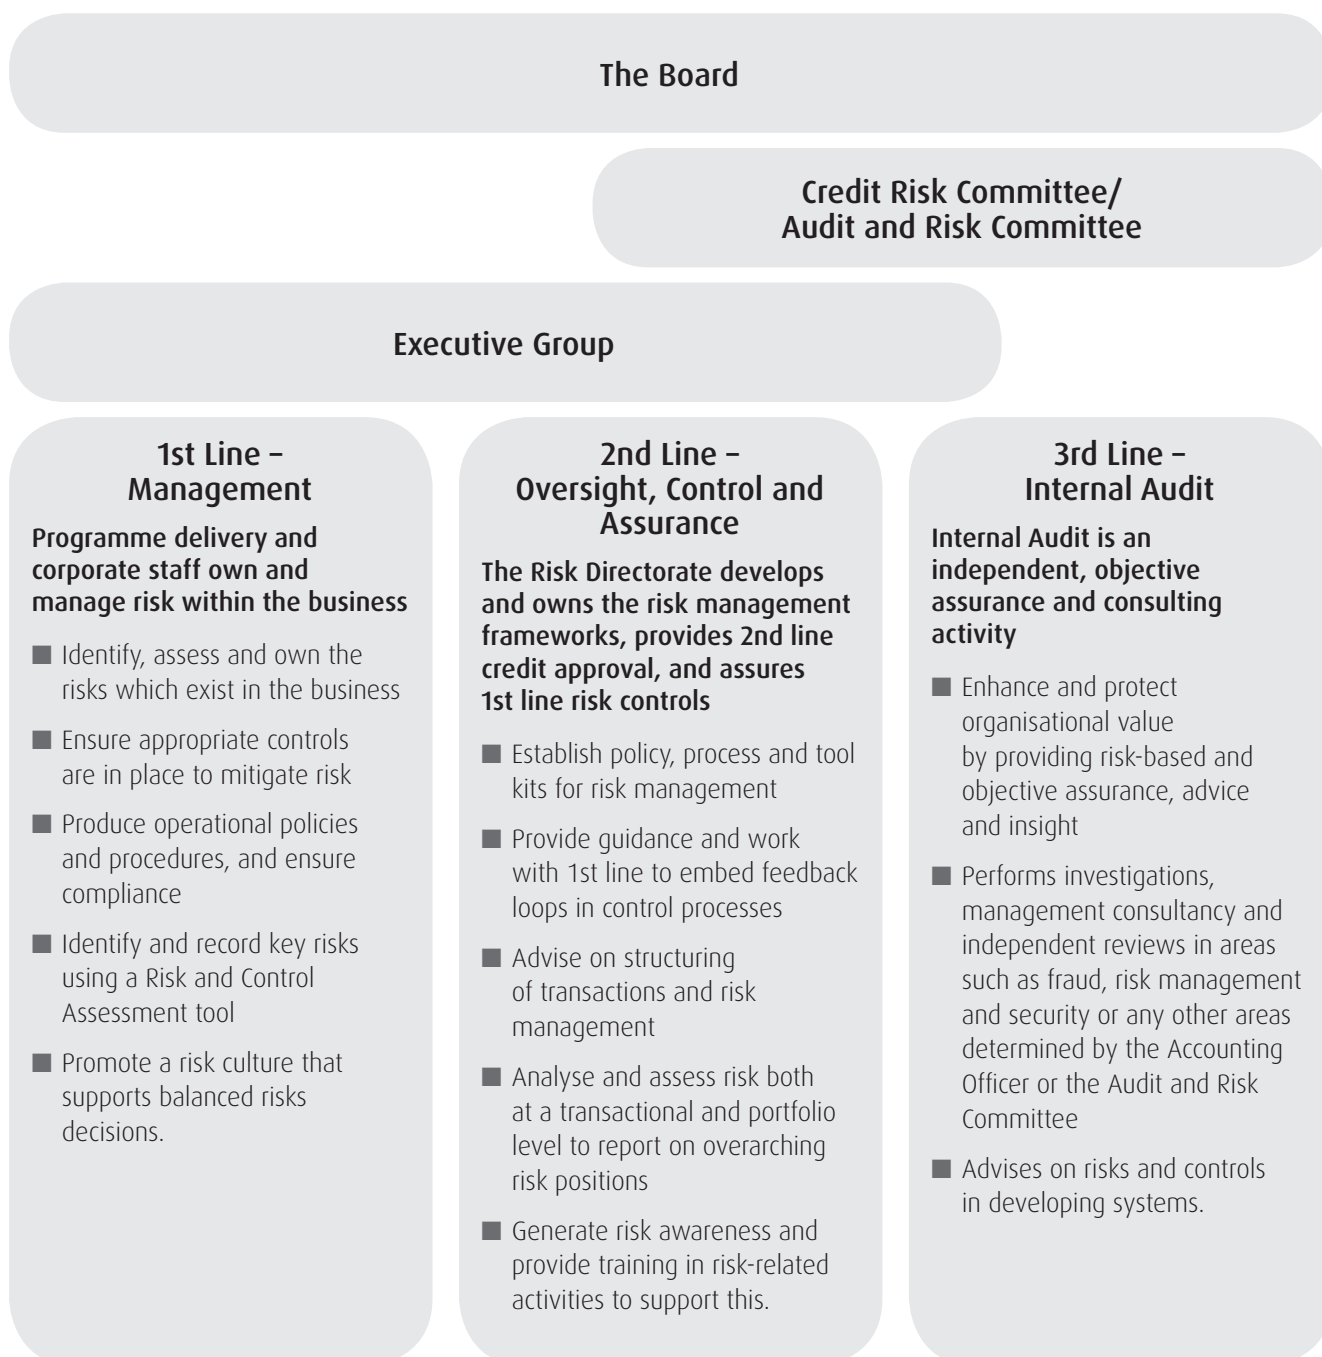 The Board
Credit Risk Committee/
Audit and Risk Committee
Executive Group
1st Line –
Management
Programme delivery and
corporate staff own and
manage risk within the business
■ Identify, assess and own the
risks which exist in the business
■ Ensure appropriate controls
are in place to mitigate risk
■ Produce operational policies
and procedures, and ensure
compliance
■ Identify and record key risks
using a Risk and Control
Assessment tool
■ Promote a risk culture that
supports balanced risks
decisions.
2nd Line –
Oversight, Control and
Assurance
The Risk Directorate develops
and owns the risk management
frameworks, provides 2nd line
credit approval, and assures
1st line risk controls
■ Establish policy, process and tool
kits for risk management
■ Provide guidance and work
with 1st line to embed feedback
loops in control processes
■ Advise on structuring
of transactions and risk
management
■ Analyse and assess risk both
at a transactional and portfolio
level to report on overarching
risk positions
■ Generate risk awareness and
provide training in risk-related
activities to support this.
3rd Line –
Internal Audit
Internal Audit is an
independent, objective
assurance and consulting
activity
■ Enhance and protect
organisational value
by providing risk-based and
objective assurance, advice
and insight
■ Performs investigations,
management consultancy and
independent reviews in areas
such as fraud, risk management
and security or any other areas
determined by the Accounting
Officer or the Audit and Risk
Committee
■ Advises on risks and controls
in developing systems.